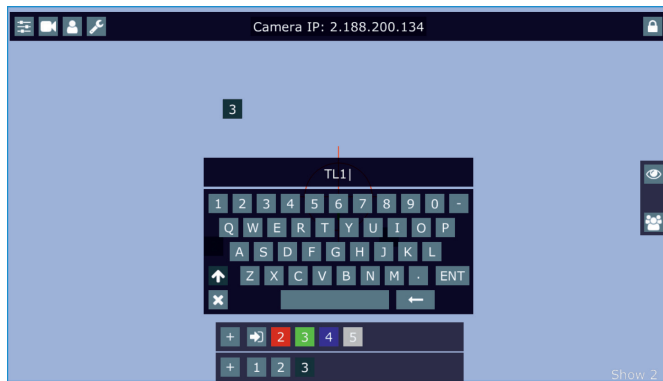 Camera IP: 2.188.200.134
3
TL1|
1 2 3 4 5 6 7 8 9 0 -
Q W E R T Y U I O P
A S D F G H J K L
Z X C V B N M . ENT
+ 2 3 4 5
+ 1 2 3
Show 2